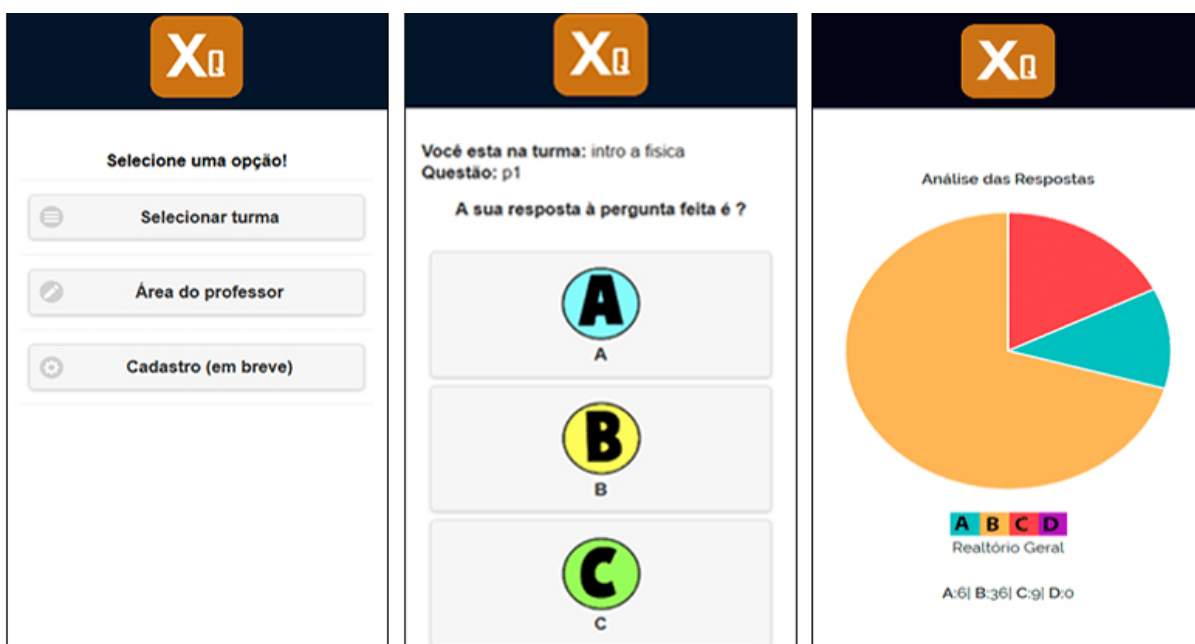 XQ
Selecione uma opção!
Selecionar turma
Área do professor
Cadastro (em breve)
XQ
Você esta na turma: intro a fisica
Questão: p1
A sua resposta à pergunta feita é ?
A
A
B
B
C
C
XQ
Análise das Respostas
A B C D
Realtório Geral
A:6| B:36| C:9| D:0